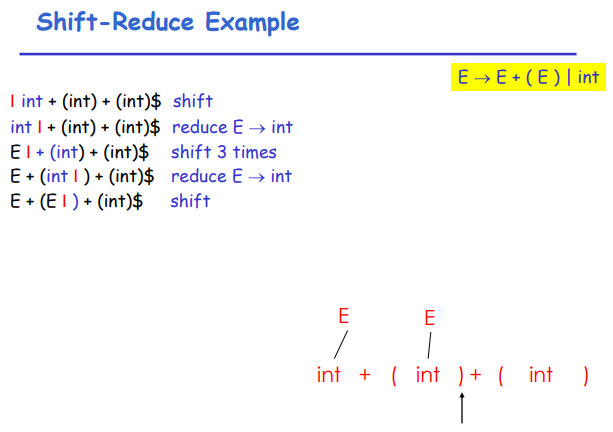 Shift-Reduce Example
E → E + ( E ) | int
I int + (int) + (int)$ shift
int I + (int) + (int)$ reduce E → int
E I + (int) + (int)$ shift 3 times
E + (int I ) + (int)$ reduce E → int
E + (E I ) + (int)$ shift
E E
int + ( int ) + ( int )